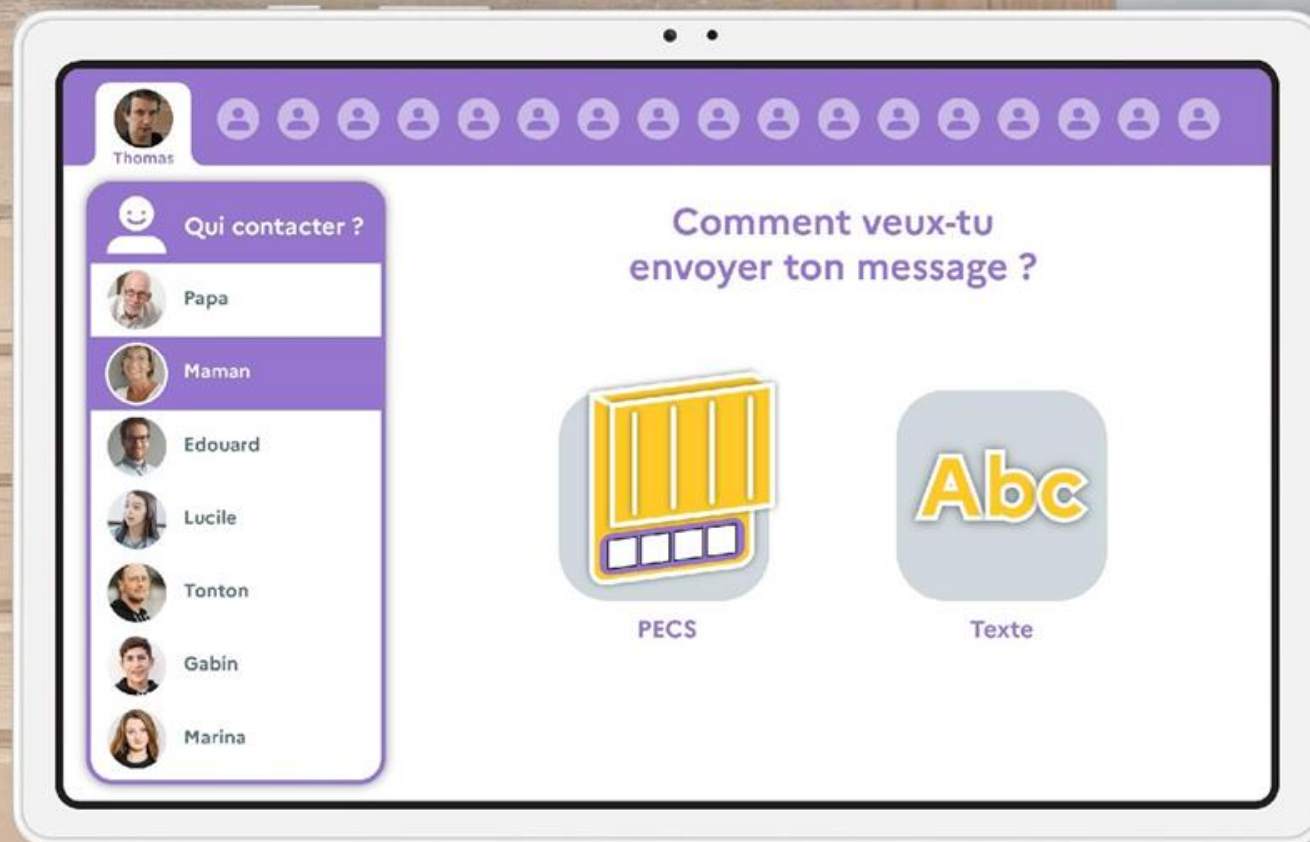 Thomas
Qui contacter ?
Papa
Maman
Edouard
Lucile
Tonton
Gabin
Marina
Comment veux-tu
envoyer ton message ?
Abc
PECS
Texte